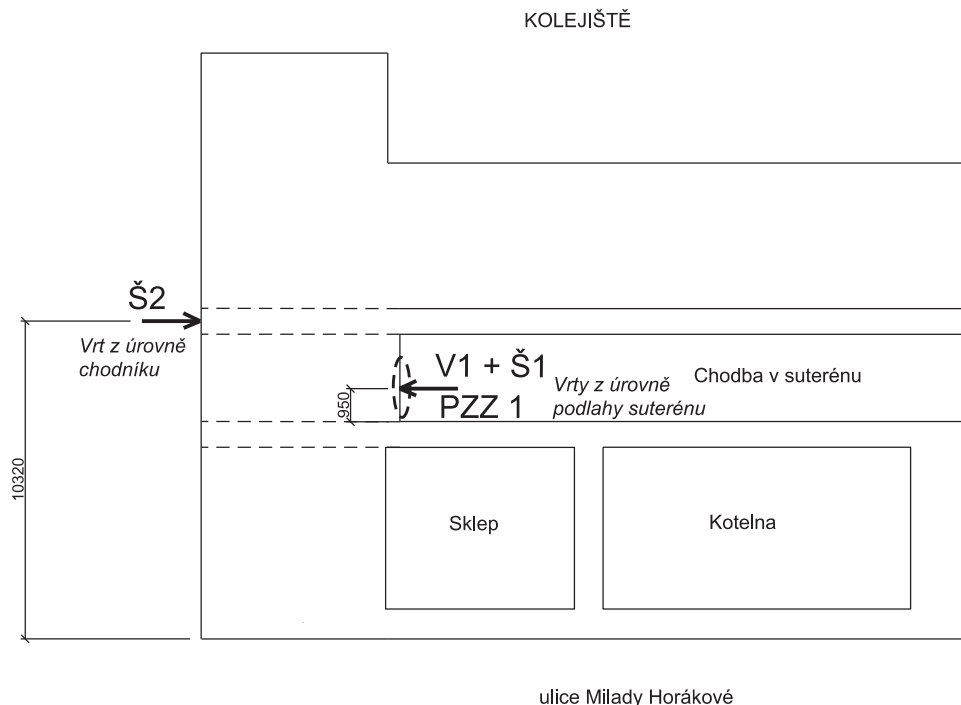 KOLEJIŠTĚ
Š2
Vrt z úrovně
chodníku
V1 + Š1
PZZ 1
Vrty z úrovně
podlahy suterénu
Chodba v suterénu
950
10320
Sklep
Kotelna
ulice Milady Horákové